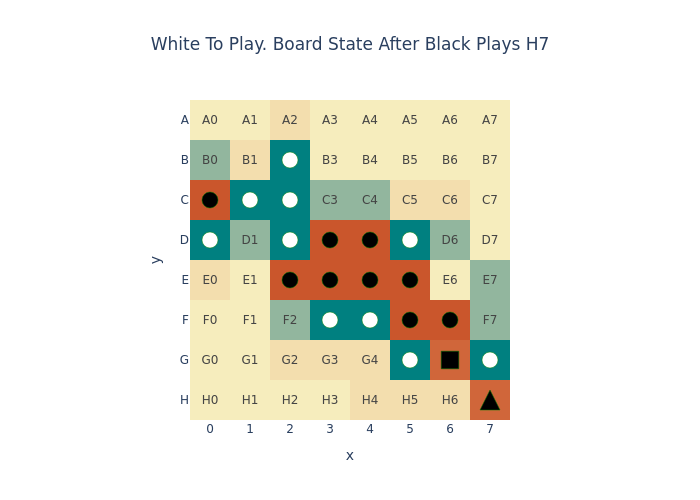 White To Play. Board State After Black Plays H7
A A0 A1 A2 A3 A4 A5 A6 A7
B B0 B1 B3 B4 B5 B6 B7
C C3 C4 C5 C6 C7
D D1 D6 D7
y
E E0 E1 E6 E7
F F0 F1 F2 F7
G G0 G1 G2 G3 G4
H H0 H1 H2 H3 H4 H5 H6
0 1 2 3 4 5 6 7
x